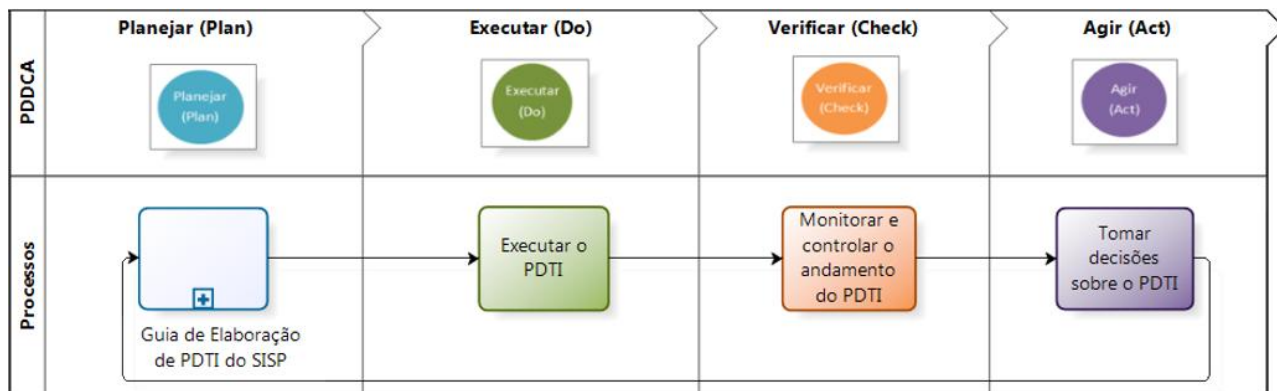 Planejar (Plan)
Executar (Do)
Verificar (Check)
Agir (Act)
PDDCA
Planejar
(Plan)
Executar
(Do)
Verificar
(Check)
Agir
(Act)
Processos
Guia de Elaboração
de PDTI do SISP
Executar o
PDTI
Monitorar e
controlar o
andamento
do PDTI
Tomar
decisões
sobre o PDTI